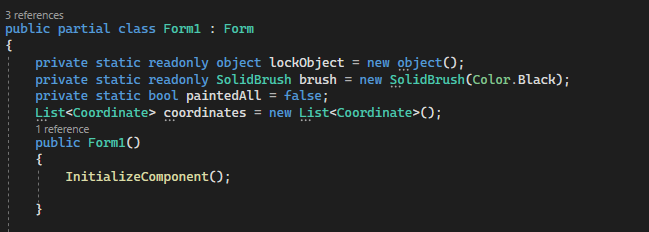 3 references
public partial class Form1 : Form
{
private static readonly object lockObject = new object();
private static readonly SolidBrush brush = new SolidBrush(Color.Black);
private static bool paintedAll = false;
List<Coordinate> coordinates = new List<Coordinate>();
1 reference
public Form1()
{
InitializeComponent();
}